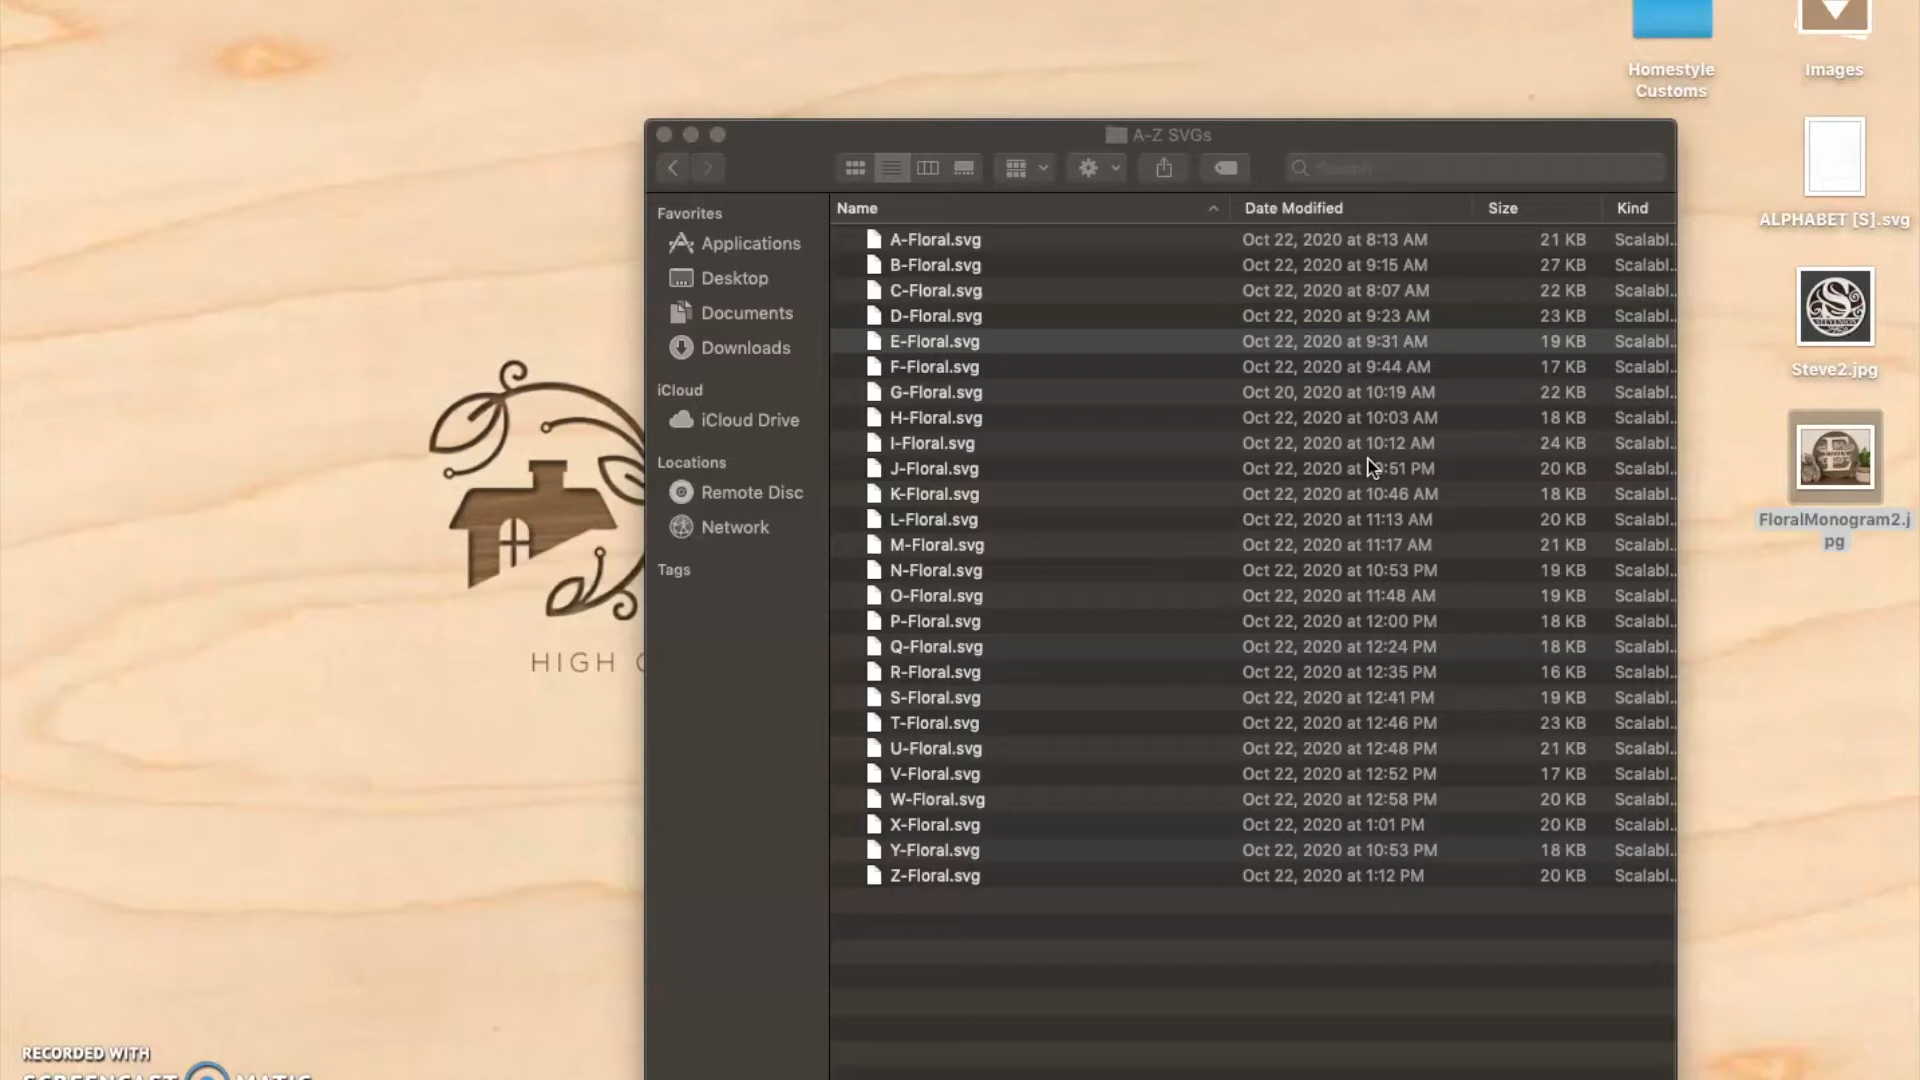 Homestyle
Customs
Images
A-Z SVGs
Search
Favorites
Applications
Desktop
Documents
Downloads
iCloud
iCloud Drive
Locations
Remote Disc
Network
Tags
Name Date Modified Size Kind
A-Floral.svg Oct 22, 2020 at 8:13 AM 21 KB Scalabl...
B-Floral.svg Oct 22, 2020 at 9:15 AM 27 KB Scalabl...
C-Floral.svg Oct 22, 2020 at 8:07 AM 22 KB Scalabl...
D-Floral.svg Oct 22, 2020 at 9:23 AM 23 KB Scalabl...
E-Floral.svg Oct 22, 2020 at 9:31 AM 19 KB Scalabl...
F-Floral.svg Oct 22, 2020 at 9:44 AM 17 KB Scalabl...
G-Floral.svg Oct 20, 2020 at 10:19 AM 22 KB Scalabl...
H-Floral.svg Oct 22, 2020 at 10:03 AM 18 KB Scalabl...
I-Floral.svg Oct 22, 2020 at 10:12 AM 24 KB Scalabl...
J-Floral.svg Oct 22, 2020 at :51 PM 20 KB Scalabl...
K-Floral.svg Oct 22, 2020 at 10:46 AM 18 KB Scalabl...
L-Floral.svg Oct 22, 2020 at 11:13 AM 20 KB Scalabl...
M-Floral.svg Oct 22, 2020 at 11:17 AM 21 KB Scalabl...
N-Floral.svg Oct 22, 2020 at 10:53 PM 19 KB Scalabl...
O-Floral.svg Oct 22, 2020 at 11:48 AM 19 KB Scalabl...
P-Floral.svg Oct 22, 2020 at 12:00 PM 18 KB Scalabl...
Q-Floral.svg Oct 22, 2020 at 12:24 PM 18 KB Scalabl...
R-Floral.svg Oct 22, 2020 at 12:35 PM 16 KB Scalabl...
S-Floral.svg Oct 22, 2020 at 12:41 PM 19 KB Scalabl...
T-Floral.svg Oct 22, 2020 at 12:46 PM 23 KB Scalabl...
U-Floral.svg Oct 22, 2020 at 12:48 PM 21 KB Scalabl...
V-Floral.svg Oct 22, 2020 at 12:52 PM 17 KB Scalabl...
W-Floral.svg Oct 22, 2020 at 12:58 PM 20 KB Scalabl...
X-Floral.svg Oct 22, 2020 at 1:01 PM 20 KB Scalabl...
Y-Floral.svg Oct 22, 2020 at 10:53 PM 18 KB Scalabl...
Z-Floral.svg Oct 22, 2020 at 1:12 PM 20 KB Scalabl...
ALPHABET [S].svg
Steve2.jpg
FloralMonogram2.j
pg
HIGH
RECORDED WITH
SCREENCAST MATIC